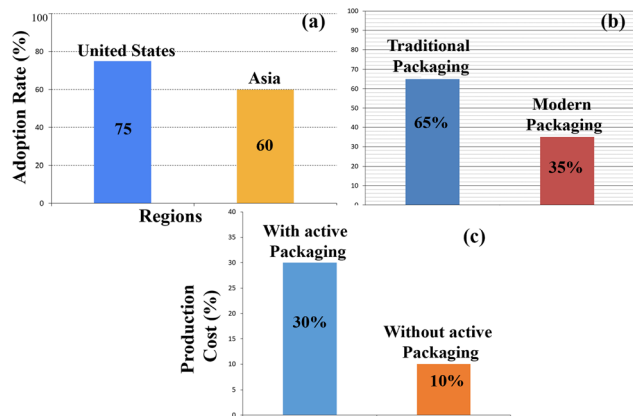 (a)
Adoption Rate (%)
100
80
60
40
20
0
United States
75
Asia
60
Regions
(b)
100
90
80
70
60
50
40
30
20
10
0
Traditional
Packaging
65%
Modern
Packaging
35%
(c)
Production
Cost (%)
40
35
30
25
20
15
10
5
0
With active
Packaging
30%
Without active
Packaging
10%